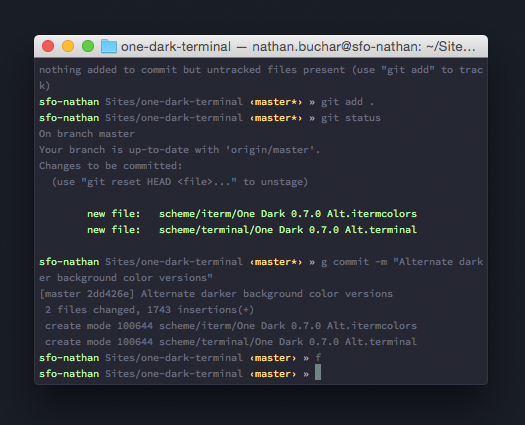 one-dark-terminal — nathan.buchar@sfo-nathan: ~/Site…
nothing added to commit but untracked files present (use "git add" to trac
k)
sfo-nathan Sites/one-dark-terminal ‹master*› » git add .
sfo-nathan Sites/one-dark-terminal ‹master*› » git status
On branch master
Your branch is up-to-date with 'origin/master'.
Changes to be committed:
  (use "git reset HEAD <file>..." to unstage)
        new file:   scheme/iterm/One Dark 0.7.0 Alt.itermcolors
        new file:   scheme/terminal/One Dark 0.7.0 Alt.terminal
sfo-nathan Sites/one-dark-terminal ‹master*› » g commit -m "Alternate dark
er background color versions"
[master 2dd426e] Alternate darker background color versions
 2 files changed, 1743 insertions(+)
 create mode 100644 scheme/iterm/One Dark 0.7.0 Alt.itermcolors
 create mode 100644 scheme/terminal/One Dark 0.7.0 Alt.terminal
sfo-nathan Sites/one-dark-terminal ‹master› » f
sfo-nathan Sites/one-dark-terminal ‹master› »